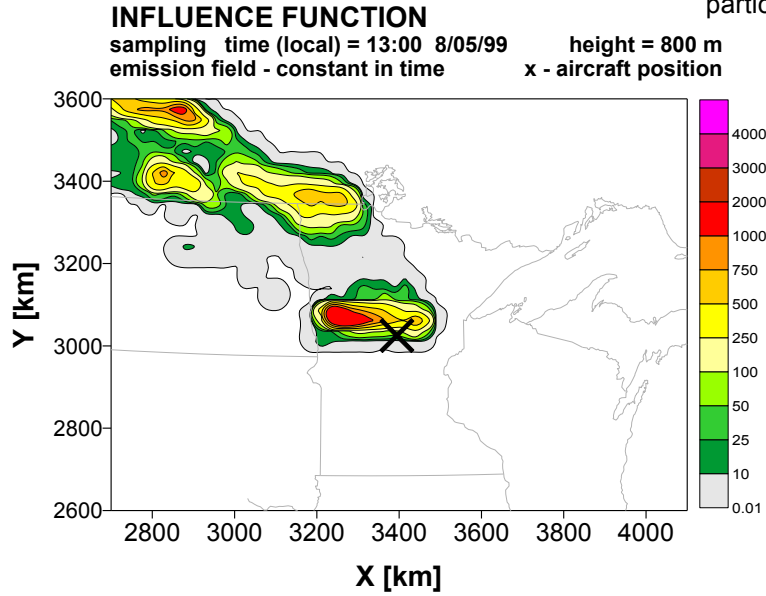 partic
INFLUENCE FUNCTION
sampling time (local) = 13:00 8/05/99 height = 800 m
emission field - constant in time x - aircraft position
3600
3400
3200
3000
2800
2600
Y [km]
2800 3000 3200 3400 3600 3800 4000
X [km]
4000
3000
2000
1000
750
500
250
100
50
25
10
0.01